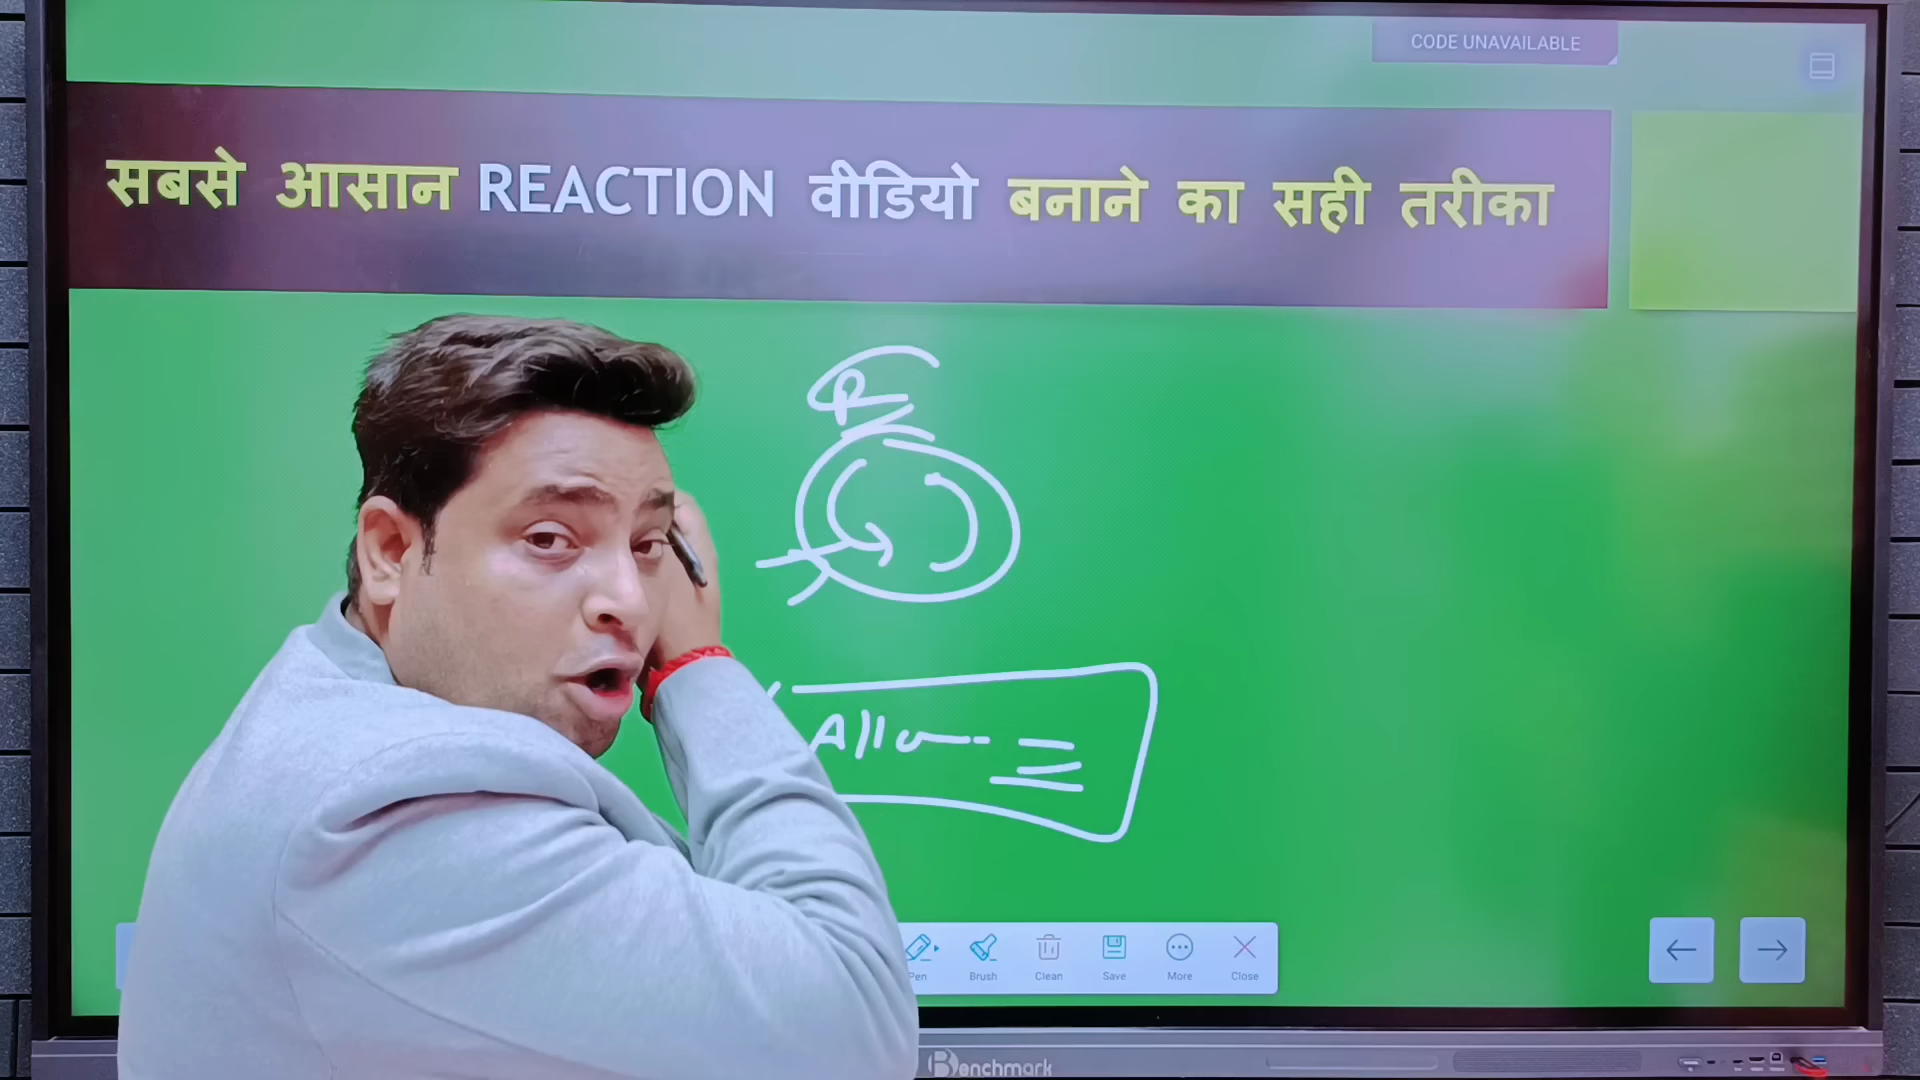 CODE UNAVAILABLE
सबसे आसान REACTION वीडियो बनाने का सही तरीका
R
Pen Brush Clean Save More Close
Benchmark